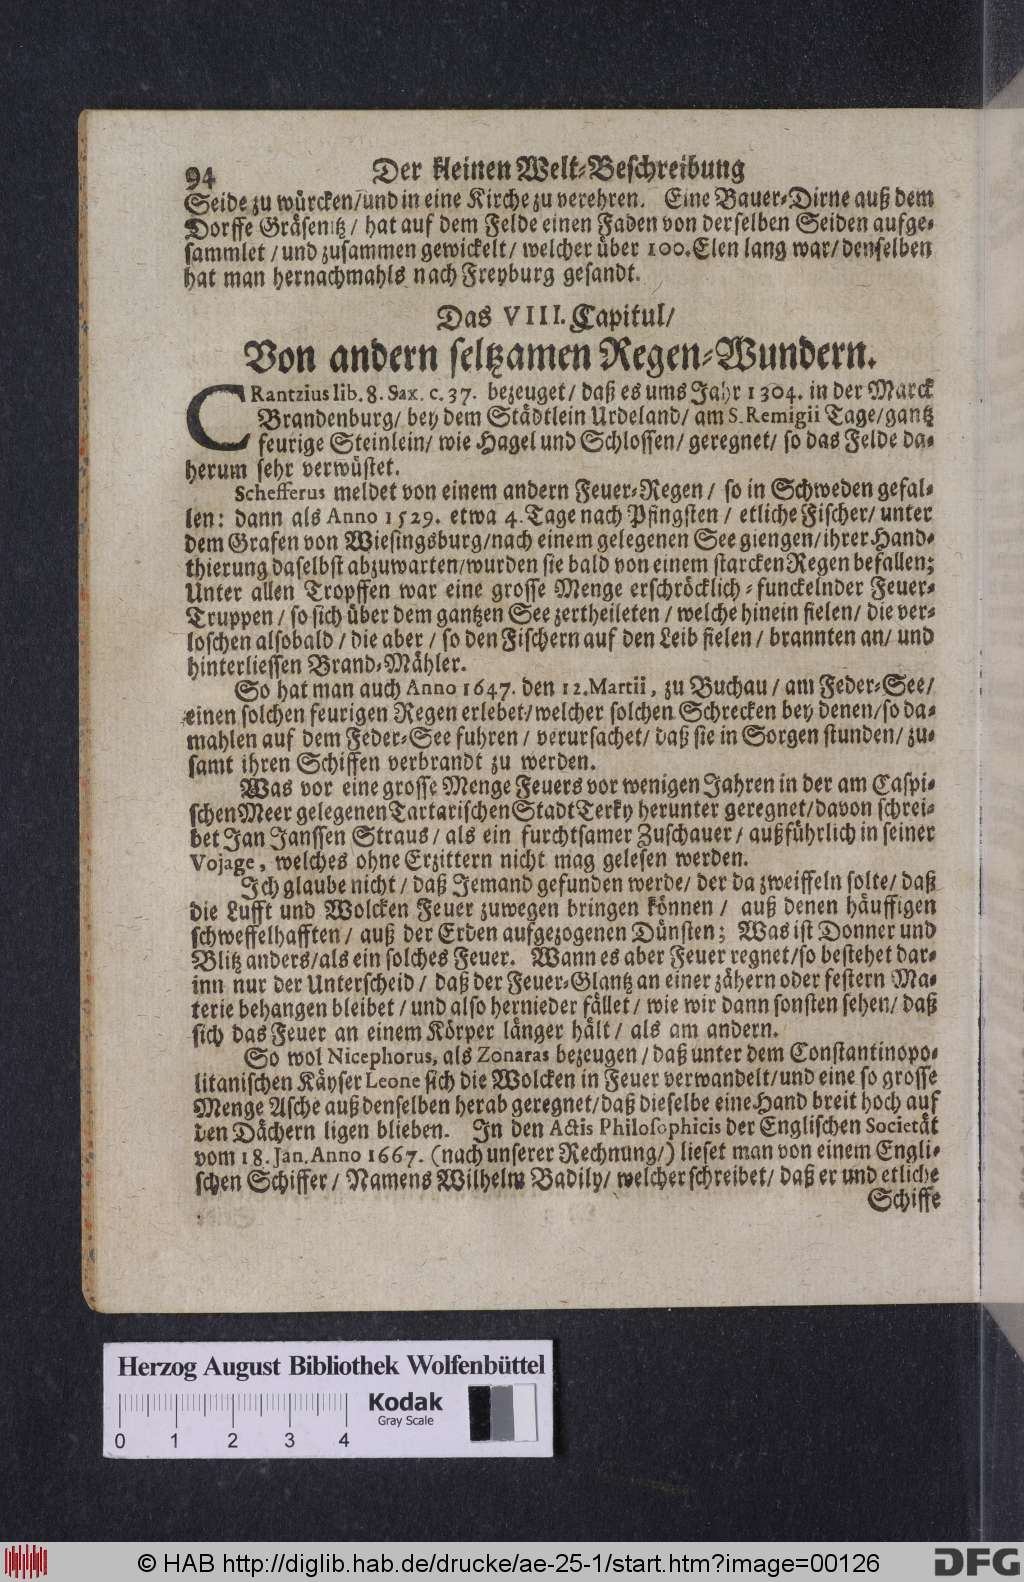 94 Der kleinen Welt-Beschreibung
Seide zu würcken/und in eine Kirche zu verehren. Eine Bauer-Dirne auß dem
Dorffe Gräsenitz/ hat auf dem Felde einen Faden von derselben Seiden aufge-
sammlet/ und zusammen gewickelt/ welcher über 100. Elen lang war/ denselben
hat man hernachmahls nach Freyburg gesandt.
Das VIII. Capitul/
Von andern seltzamen Regen-Wundern.
CRantzius lib. 8. Sax. c. 37. bezeuget/ daß es ums Jahr 1304. in der Marck
Brandenburg/ bey dem Städtlein Urdeland/ am S. Remigii Tage/gantz
feurige Steinlein/ wie Hagel und Schlossen/ geregnet/ so das Felde da-
herum sehr verwüstet.
Schefferus meldet von einem andern Feuer-Regen/ so in Schweden gefal-
len: dann als Anno 1529. etwa 4. Tage nach Pfingsten/ etliche Fischer/ unter
dem Grafen von Wiesingsburg/nach einem gelegenen See giengen/ihrer Hand-
thierung daselbst abzuwarten/wurden sie bald von einem starcken Regen befallen;
Unter allen Tropffen war eine grosse Menge erschröcklich-funckelnder Feuer-
Truppen/ so sich über dem gantzen See zertheileten/ welche hinein fielen/ die ver-
loschen alsobald/ die aber/ so den Fischern auf den Leib fielen/ brannten an/ und
hinterliessen Brand-Mähler.
So hat man auch Anno 1647. den 12. Martii, zu Buchau/ am Feder-See/
einen solchen feurigen Regen erlebet/welcher solchen Schrecken bey denen/so da-
mahlen auf dem Feder-See fuhren/ verursachet/ daß sie in Sorgen stunden/ zu-
samt ihren Schiffen verbrandt zu werden.
Was vor eine grosse Menge Feuers vor wenigen Jahren in der am Caspi-
schen Meer gelegenen Tartarischen Stadt Terky herunter geregnet/davon schrei-
bet Jan Janssen Straus/ als ein furchtsamer Zuschauer/ außführlich in seiner
Vojage, welches ohne Erzittern nicht mag gelesen werden.
Ich glaube nicht/ daß Jemand gefunden werde/ der da zweiffeln solte/ daß
die Lufft und Wolcken Feuer zuwegen bringen können/ auß denen häuffigen
schweffelhafften/ auß der Erden aufgezogenen Dünsten; Was ist Donner und
Blitz anders/als ein solches Feuer. Wann es aber Feuer regnet/so bestehet dar-
inn nur der Unterscheid/ daß der Feuer-Glantz an einer zähern oder festern Ma-
terie behangen bleibet/ und also hernieder fället/ wie wir dann sonsten sehen/ daß
sich das Feuer an einem Körper länger hält/ als am andern.
So wol Nicephorus, als Zonaras bezeugen/ daß unter dem Constantinopo-
litanischen Käyser Leone sich die Wolcken in Feuer verwandelt/und eine so grosse
Menge Asche auß denselben herab geregnet/daß dieselbe eine Hand breit hoch auf
den Dächern ligen blieben. In den Actis Philosophicis der Englischen Societät
vom 18. Jan. Anno 1667. (nach unserer Rechnung/) lieset man von einem Engli-
schen Schiffer/ Namens Wilhelm Badily/ welcher schreibet/ daß er und etliche
Schiffe
Herzog August Bibliothek Wolfenbüttel
Kodak
Gray Scale
0 1 2 3 4
© HAB http://diglib.hab.de/drucke/ae-25-1/start.htm?image=00126
DFG